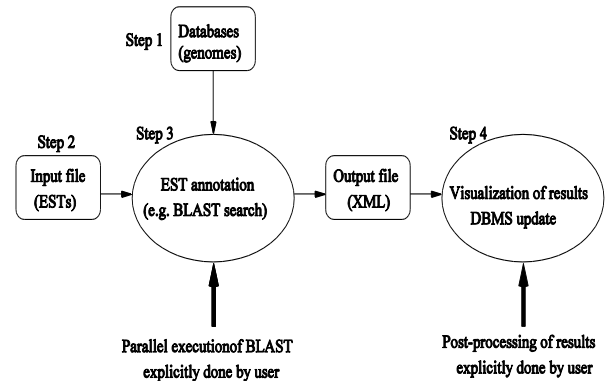 Step 1
Databases
(genomes)
Step 2
Input file
(ESTs)
Step 3
EST annotation
(e.g. BLAST search)
Output file
(XML)
Step 4
Visualization of results
DBMS update
Parallel executionof BLAST
explicitly done by user
Post-processing of results
explicitly done by user